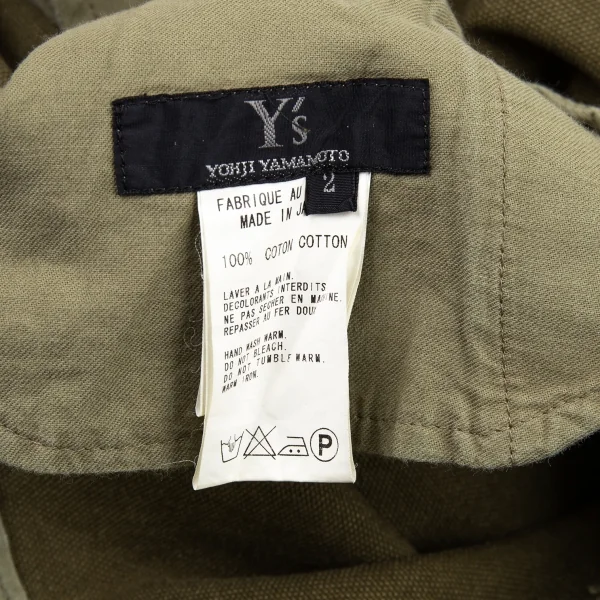 Y's
YOHJI YAMAMOTO
2
FABRIQUE AU
MADE IN
100% COTON COTTON
LAVER A LA MAIN.
DECOLORANTS INTERDITS
NE PAS SECHER EN MACHINE.
REPASSER AU FER DOUX
HAND WASH WARM.
DO NOT BLEACH.
DO NOT TUMBLE WARM.
WARM IRON.
P